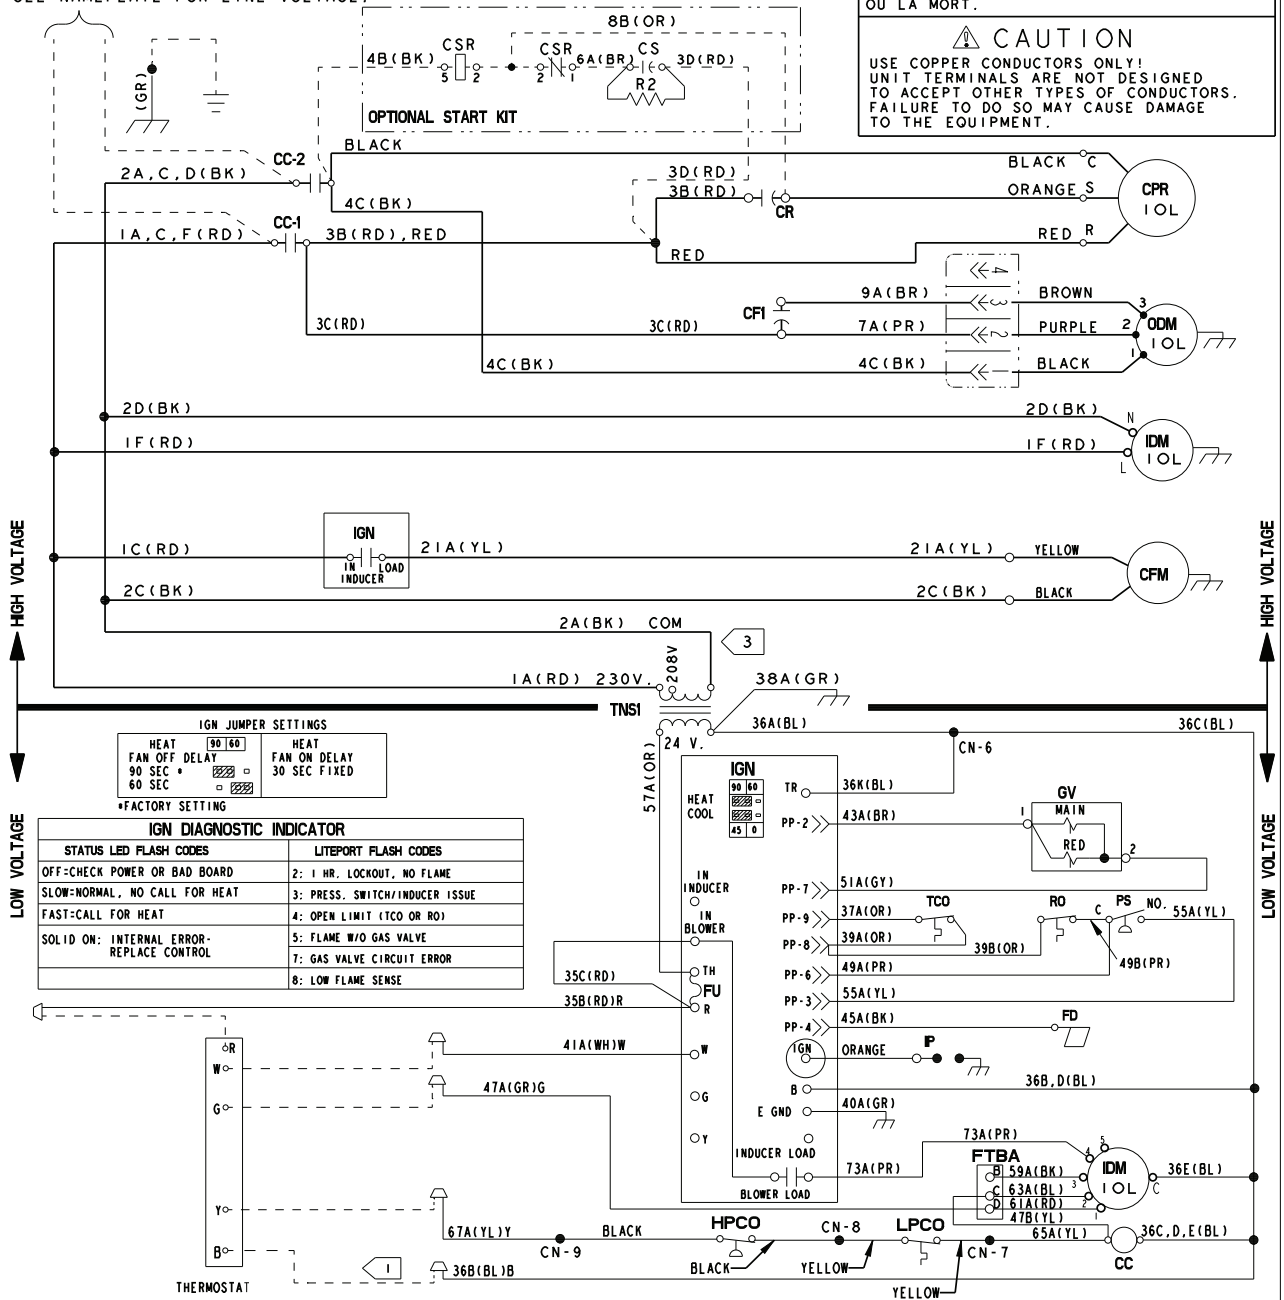 OU LA MORT.
CAUTION
USE COPPER CONDUCTORS ONLY!
UNIT TERMINALS ARE NOT DESIGNED
TO ACCEPT OTHER TYPES OF CONDUCTORS.
FAILURE TO DO SO MAY CAUSE DAMAGE
TO THE EQUIPMENT.
8B(OR)
4B(BK) CSR CSR 6A(BR) CS 3D(RD)
5 2 2 1
R2
(GR)
OPTIONAL START KIT
BLACK
CC-2
2A,C,D(BK)
4C(BK)
3D(RD)
3B(RD)
CR
BLACK C
ORANGE S
CPR
IOL
CC-1
1A,C,F(RD)
3B(RD),RED
RED
RED R
4
9A(BR) 3 BROWN 3
CF1
3C(RD) 3C(RD) 7A(PR) 2 PURPLE 2 ODM
IOL
4C(BK) 4C(BK) 1 BLACK 1
2D(BK) 2D(BK) N
1F(RD) 1F(RD) L
IDM
IOL
HIGH VOLTAGE
HIGH VOLTAGE
IGN
1C(RD) 21A(YL) 21A(YL) YELLOW
IN LOAD
INDUCER
CFM
2C(BK) 2C(BK) BLACK
2A(BK) COM
208V
3
1A(RD) 230V.
38A(GR)
TNS1
36A(BL) 36C(BL)
24 V.
CN-6
57A(OR)
IGN JUMPER SETTINGS
HEAT 90 60 HEAT
FAN OFF DELAY FAN ON DELAY
90 SEC * 30 SEC FIXED
60 SEC
*FACTORY SETTING
LOW VOLTAGE
LOW VOLTAGE
IGN DIAGNOSTIC INDICATOR
STATUS LED FLASH CODES LITEPORT FLASH CODES
OFF=CHECK POWER OR BAD BOARD 2: 1 HR. LOCKOUT, NO FLAME
SLOW=NORMAL, NO CALL FOR HEAT 3: PRESS. SWITCH/INDUCER ISSUE
FAST=CALL FOR HEAT 4: OPEN LIMIT (TCO OR RO)
SOLID ON: INTERNAL ERROR- 5: FLAME W/O GAS VALVE
REPLACE CONTROL 7: GAS VALVE CIRCUIT ERROR
8: LOW FLAME SENSE
IGN
90 60
HEAT
COOL
45 0
TR 36K(BL)
PP-2 43A(BR)
GV
1 MAIN
RED 2
IN
INDUCER
PP-7 51A(GY)
IN
BLOWER
PP-9 37A(OR) TCO RO C PS NO. 55A(YL)
PP-8 39A(OR) 39B(OR)
49B(PR)
TH
35C(RD)
FU
PP-6 49A(PR)
35B(RD)R R
PP-3 55A(YL)
PP-4 45A(BK) FD
41A(WH)W W
IGN ORANGE IP
47A(GR)G G
B 36B,D(BL)
E GND 40A(GR)
Y
R
W
G
Y
B
THERMOSTAT
INDUCER LOAD
73A(PR)
BLOWER LOAD
73A(PR)
FTBA
B 59A(BK)
C 63A(BL)
D 61A(RD)
47B(YL)
5
4
3
2
1
IDM
IOL
C
36E(BL)
67A(YL)Y BLACK HPCO CN-8 LPCO 65A(YL) 36C,D,E(BL)
CN-9 CN-7 CC
BLACK YELLOW
1 36B(BL)B
YELLOW